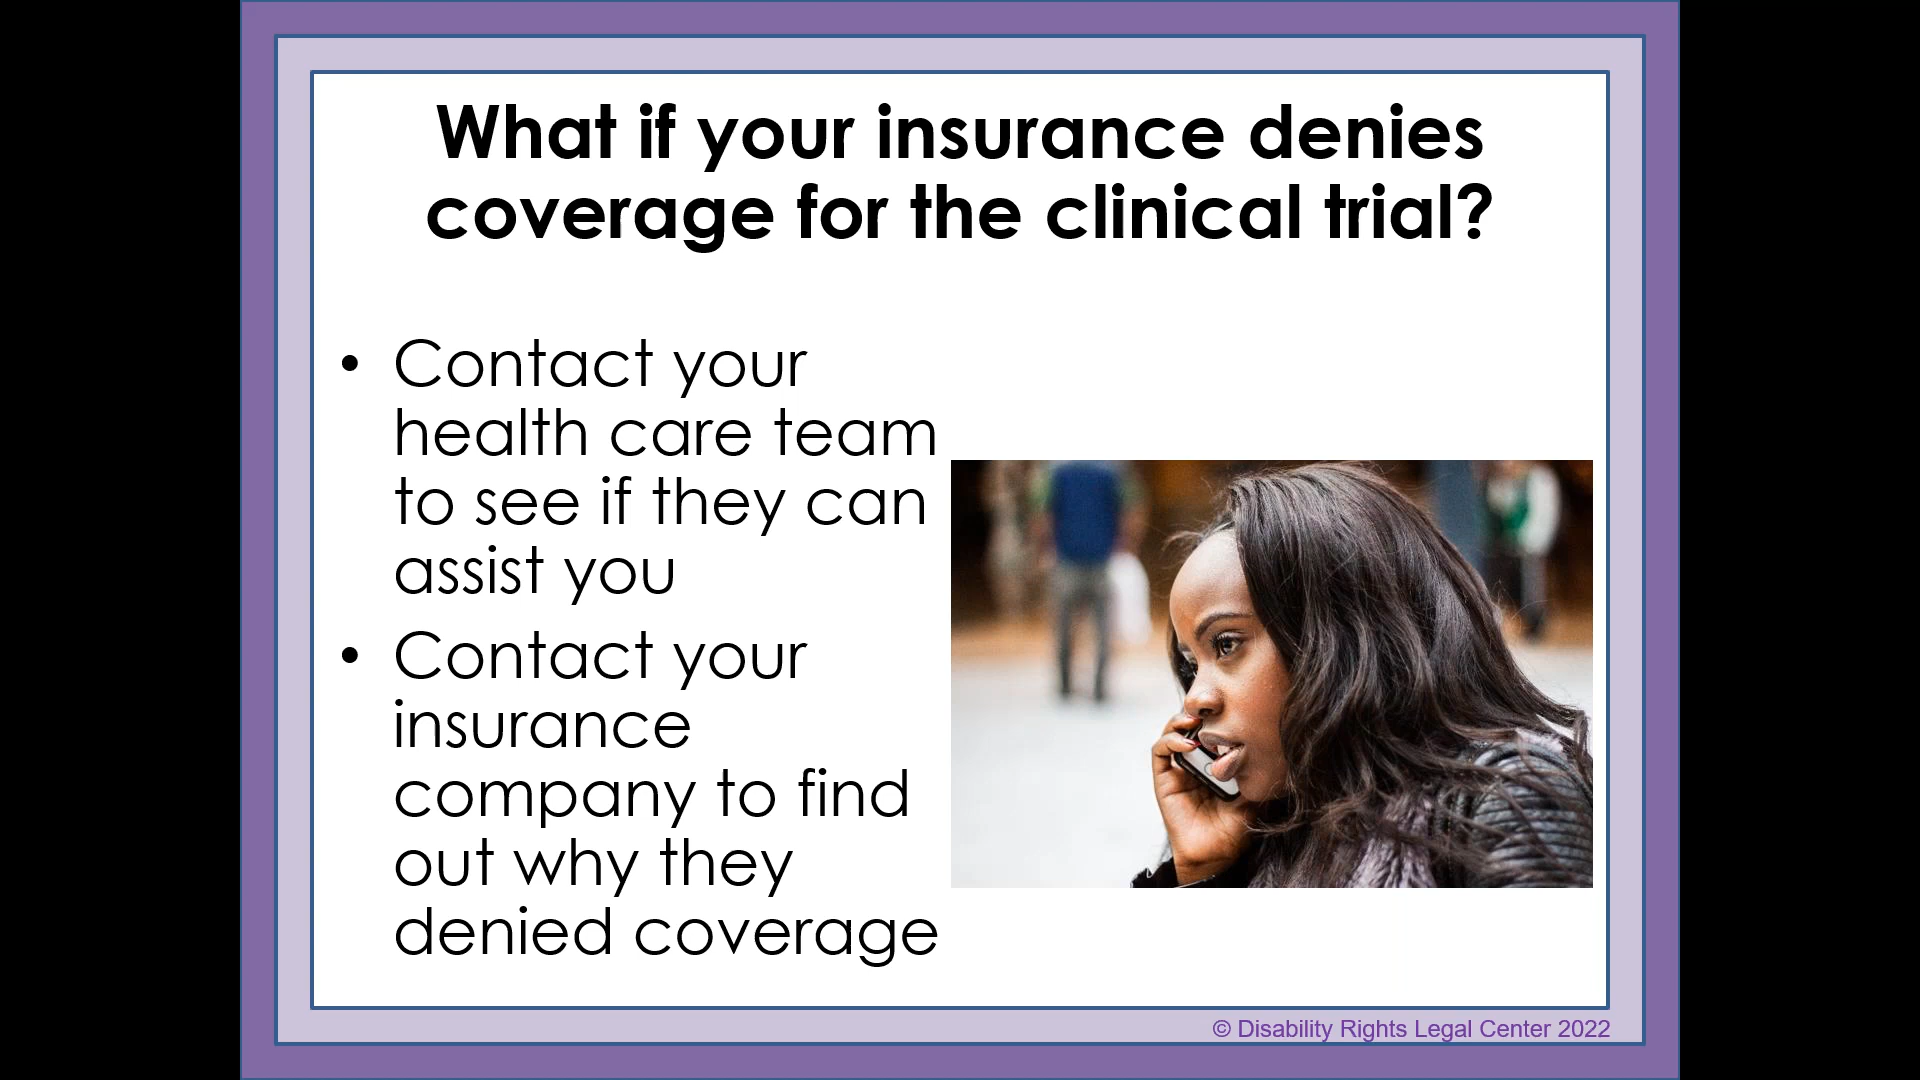 What if your insurance denies
coverage for the clinical trial?
• Contact your
health care team
to see if they can
assist you
• Contact your
insurance
company to find
out why they
denied coverage
© Disability Rights Legal Center 2022